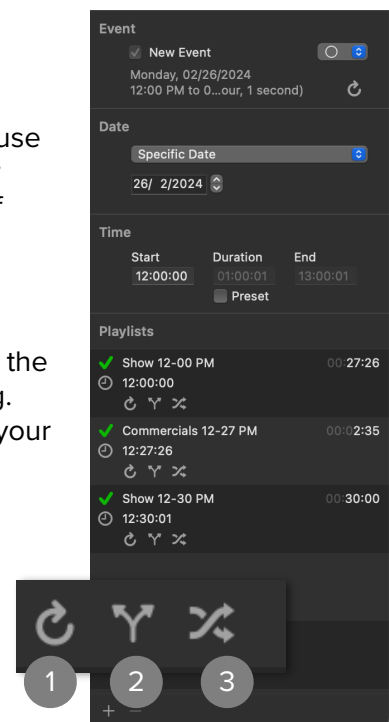 use
f
the
g.
your
Event
New Event
Monday, 02/26/2024
12:00 PM to 0...our, 1 second)
Date
Specific Date
26/ 2/2024
Time
Start Duration End
12:00:00 01:00:01 13:00:01
Preset
Playlists
Show 12-00 PM 00:27:26
12:00:00
Commercials 12-27 PM 00:02:35
12:27:26
Show 12-30 PM 00:30:00
12:30:01
1 2 3
+ −